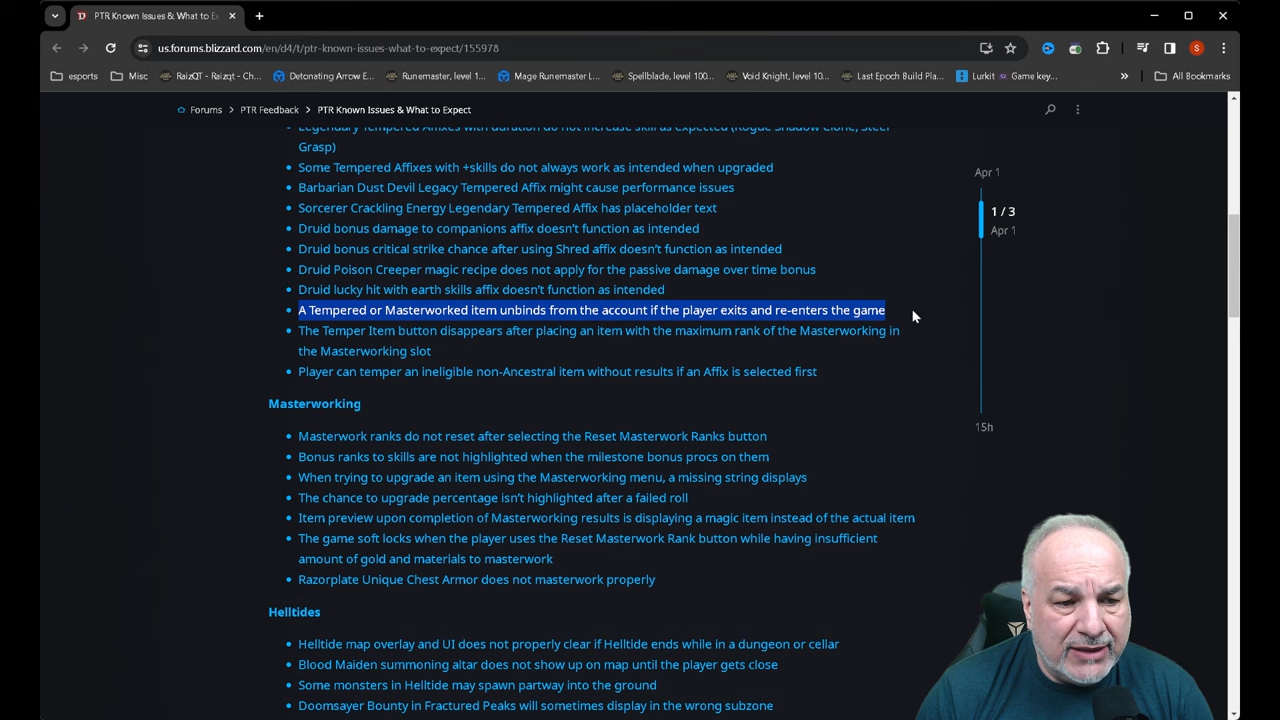 PTR Known Issues & What to Ex
us.forums.blizzard.com/en/d4/t/ptr-known-issues-what-to-expect/155978
S
esports
Misc
RaizQT - Raizqt - Ch...
Detonating Arrow E...
Runemaster, level 1...
Mage Runemaster L...
Spellblade, level 100...
Void Knight, level 10...
Last Epoch Build Pla...
Lurkit
Game key...
»
All Bookmarks
Forums > PTR Feedback > PTR Known Issues & What to Expect
Legendary Tempered Affixes with duration do not increase skill as expected (Rogue Shadow Clone, Steel
Grasp)
• Some Tempered Affixes with +skills do not always work as intended when upgraded
• Barbarian Dust Devil Legacy Tempered Affix might cause performance issues
• Sorcerer Crackling Energy Legendary Tempered Affix has placeholder text
• Druid bonus damage to companions affix doesn't function as intended
• Druid bonus critical strike chance after using Shred affix doesn't function as intended
• Druid Poison Creeper magic recipe does not apply for the passive damage over time bonus
• Druid lucky hit with earth skills affix doesn't function as intended
• A Tempered or Masterworked item unbinds from the account if the player exits and re-enters the game
• The Temper Item button disappears after placing an item with the maximum rank of the Masterworking in
the Masterworking slot
• Player can temper an ineligible non-Ancestral item without results if an Affix is selected first
Masterworking
• Masterwork ranks do not reset after selecting the Reset Masterwork Ranks button
• Bonus ranks to skills are not highlighted when the milestone bonus procs on them
• When trying to upgrade an item using the Masterworking menu, a missing string displays
• The chance to upgrade percentage isn't highlighted after a failed roll
• Item preview upon completion of Masterworking results is displaying a magic item instead of the actual item
• The game soft locks when the player uses the Reset Masterwork Rank button while having insufficient
amount of gold and materials to masterwork
• Razorplate Unique Chest Armor does not masterwork properly
Helltides
• Helltide map overlay and UI does not properly clear if Helltide ends while in a dungeon or cellar
• Blood Maiden summoning altar does not show up on map until the player gets close
• Some monsters in Helltide may spawn partway into the ground
• Doomsayer Bounty in Fractured Peaks will sometimes display in the wrong subzone
Apr 1
1 / 3
Apr 1
15h